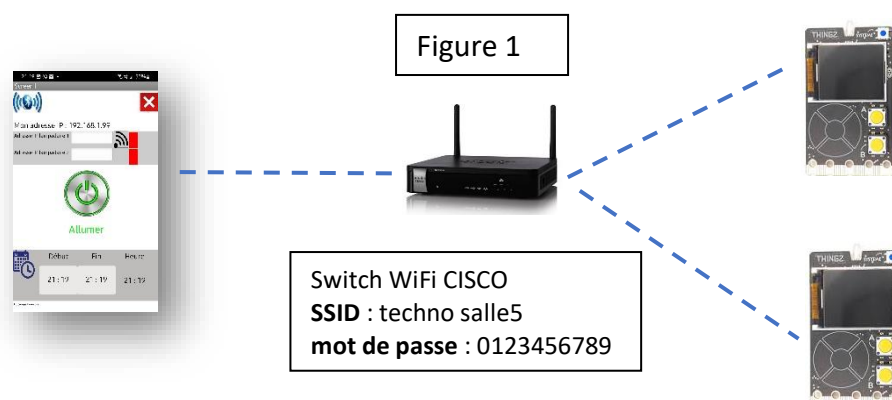 Figure 1
Mon adresse IP : 192.168.1.99
Allumer
Début Fin Heure
21:19 21:19 21:19
THINGZ
Switch WiFi CISCO
SSID : techno salle5
mot de passe : 0123456789
THINGZ
A
B